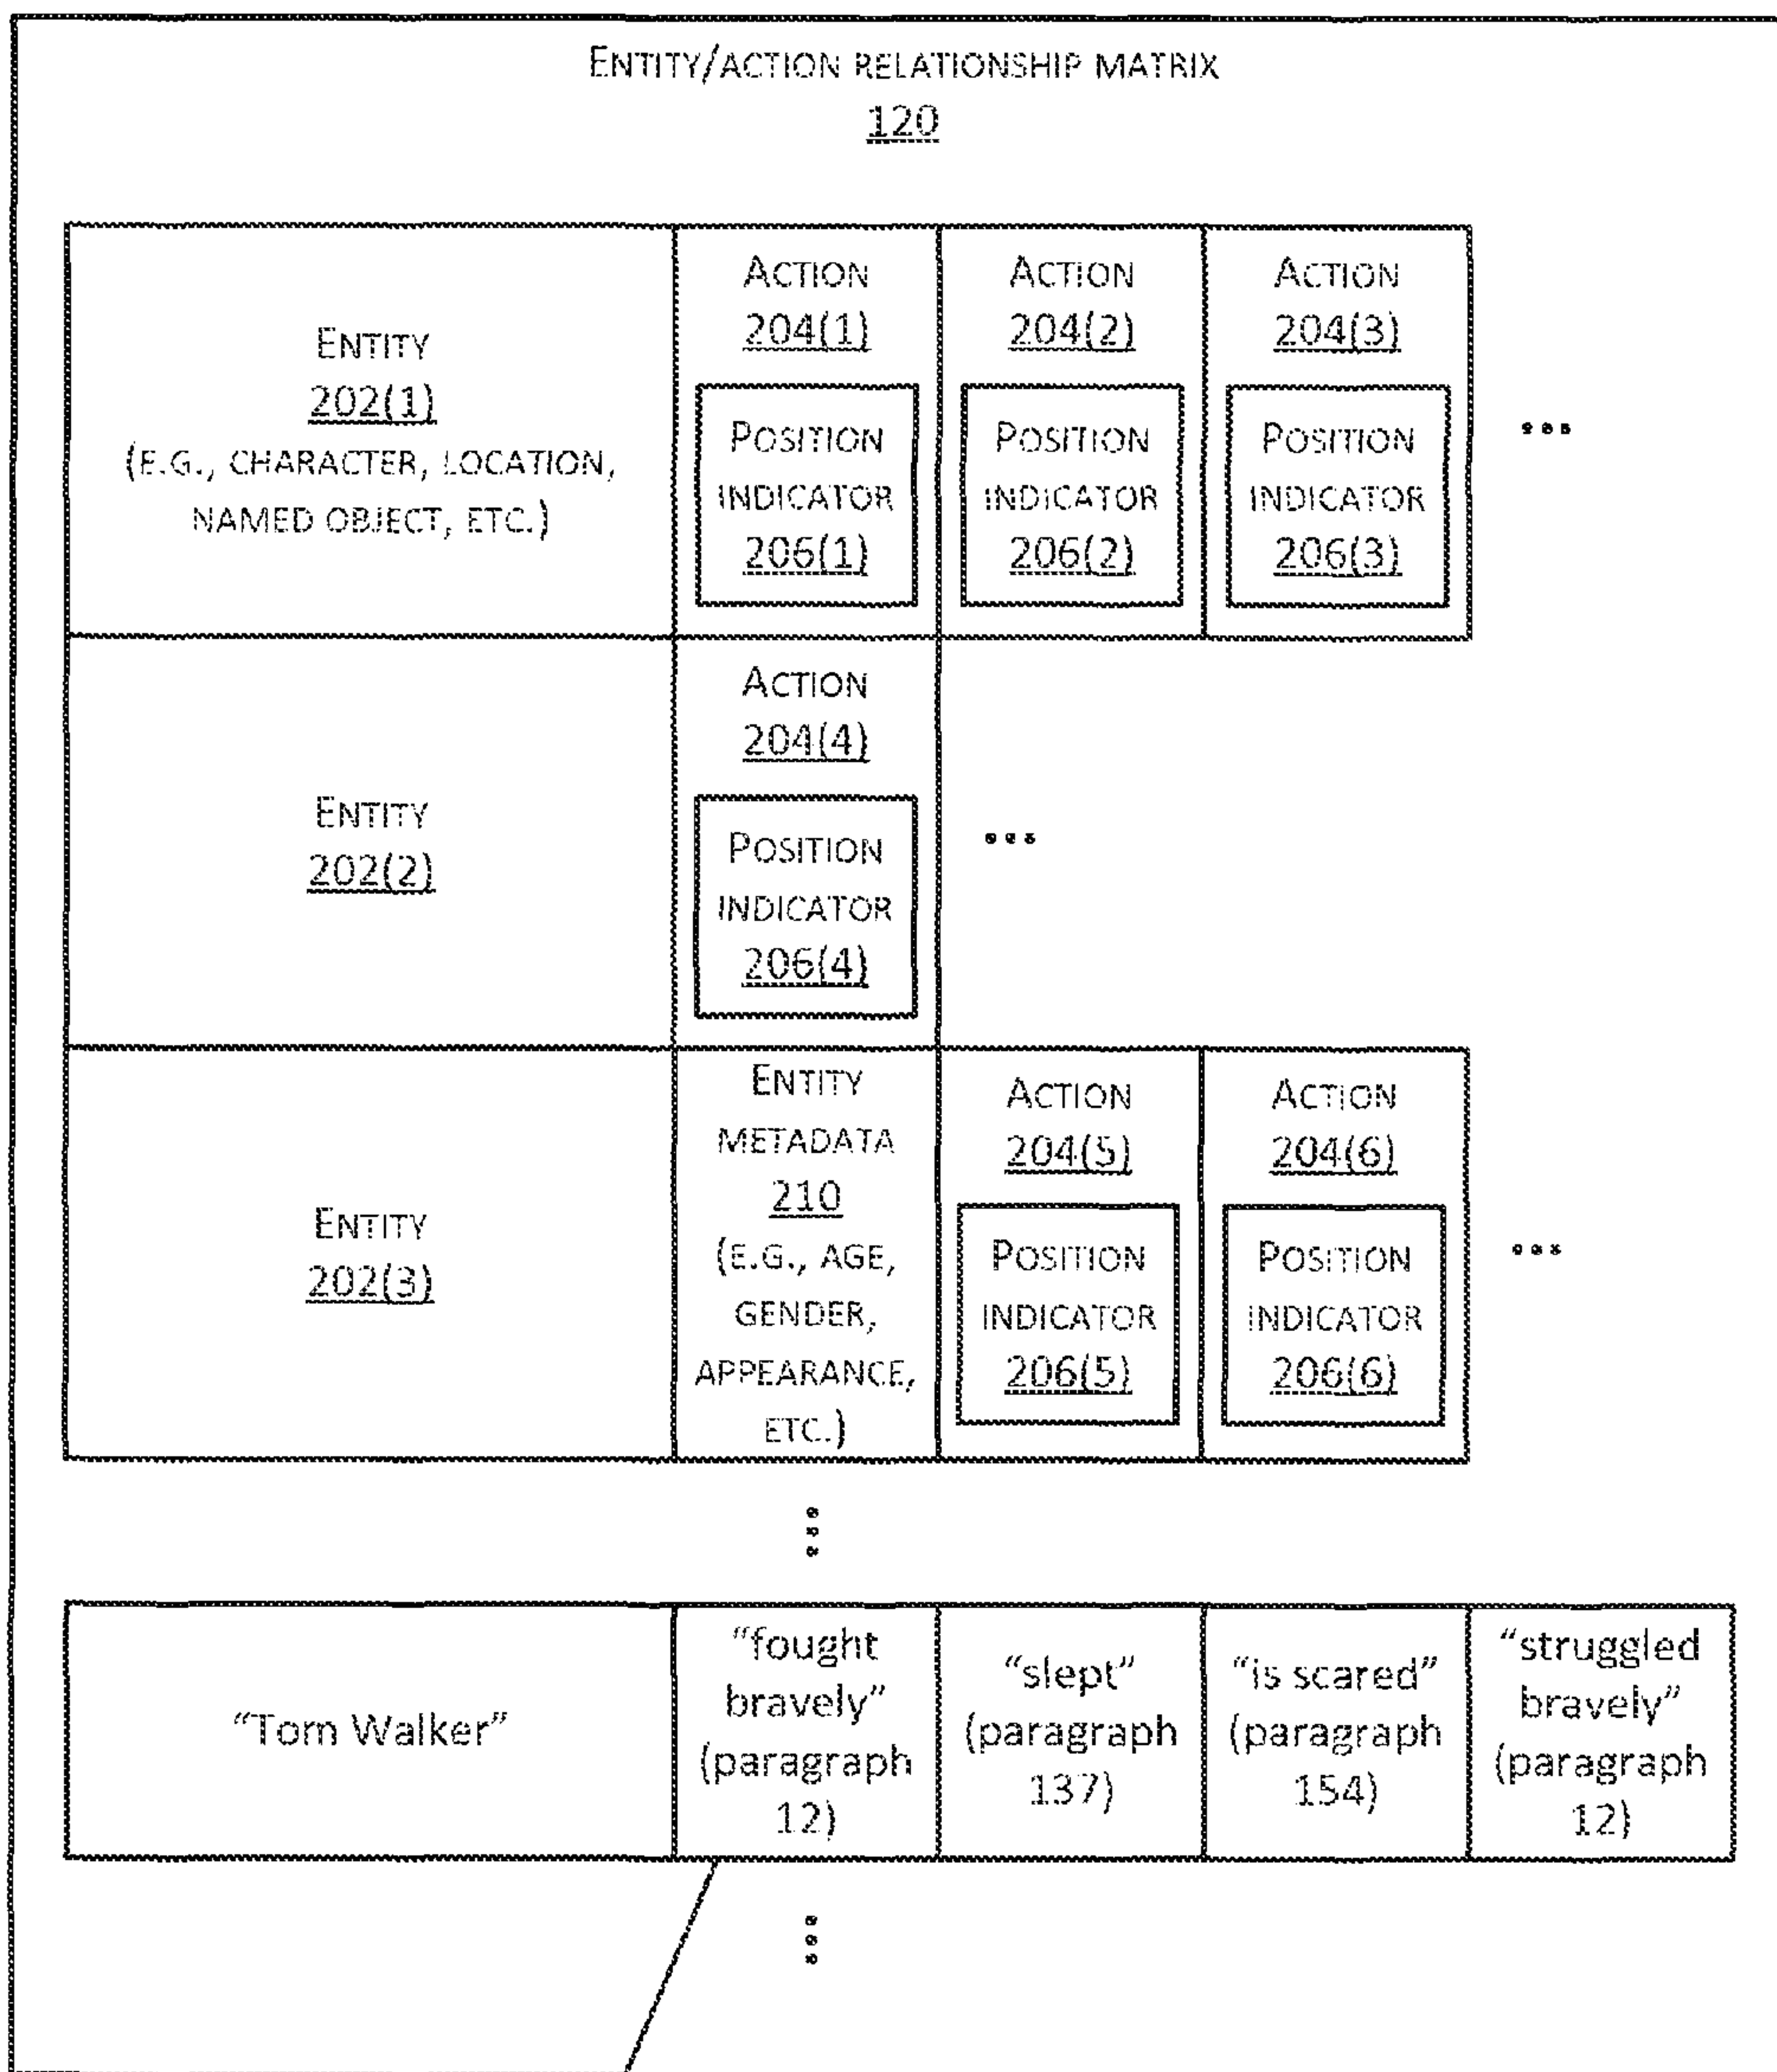 ENTITY/ACTION RELATIONSHIP MATRIX
120
ENTITY
202(1)
(E.G., CHARACTER, LOCATION,
NAMED OBJECT, ETC.)
ACTION
204(1)
POSITION
INDICATOR
206(1)
ACTION
204(2)
POSITION
INDICATOR
206(2)
ACTION
204(3)
POSITION
INDICATOR
206(3)
...
ENTITY
202(2)
ACTION
204(4)
POSITION
INDICATOR
206(4)
...
ENTITY
202(3)
ENTITY
METADATA
210
(E.G., AGE,
GENDER,
APPEARANCE,
ETC.)
ACTION
204(5)
POSITION
INDICATOR
206(5)
ACTION
204(6)
POSITION
INDICATOR
206(6)
...
...
“Tom Walker”
“fought
bravely”
(paragraph
12)
“slept”
(paragraph
137)
“is scared”
(paragraph
154)
“struggled
bravely”
(paragraph
12)
...